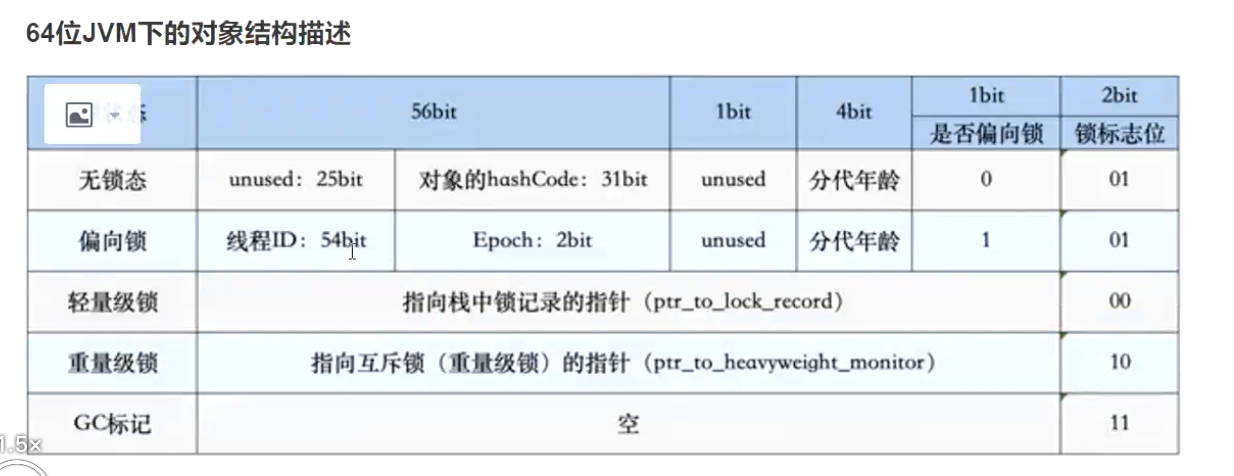 64位JVM下的对象结构描述
56bit 1bit 4bit 1bit 2bit
是否偏向锁 锁标志位
无锁态 unused：25bit 对象的hashCode：31bit unused 分代年龄 0 01
偏向锁 线程ID：54bit Epoch：2bit unused 分代年龄 1 01
轻量级锁 指向栈中锁记录的指针（ptr_to_lock_record） 00
重量级锁 指向互斥锁（重量级锁）的指针（ptr_to_heavyweight_monitor） 10
GC标记 空 11
1.5x